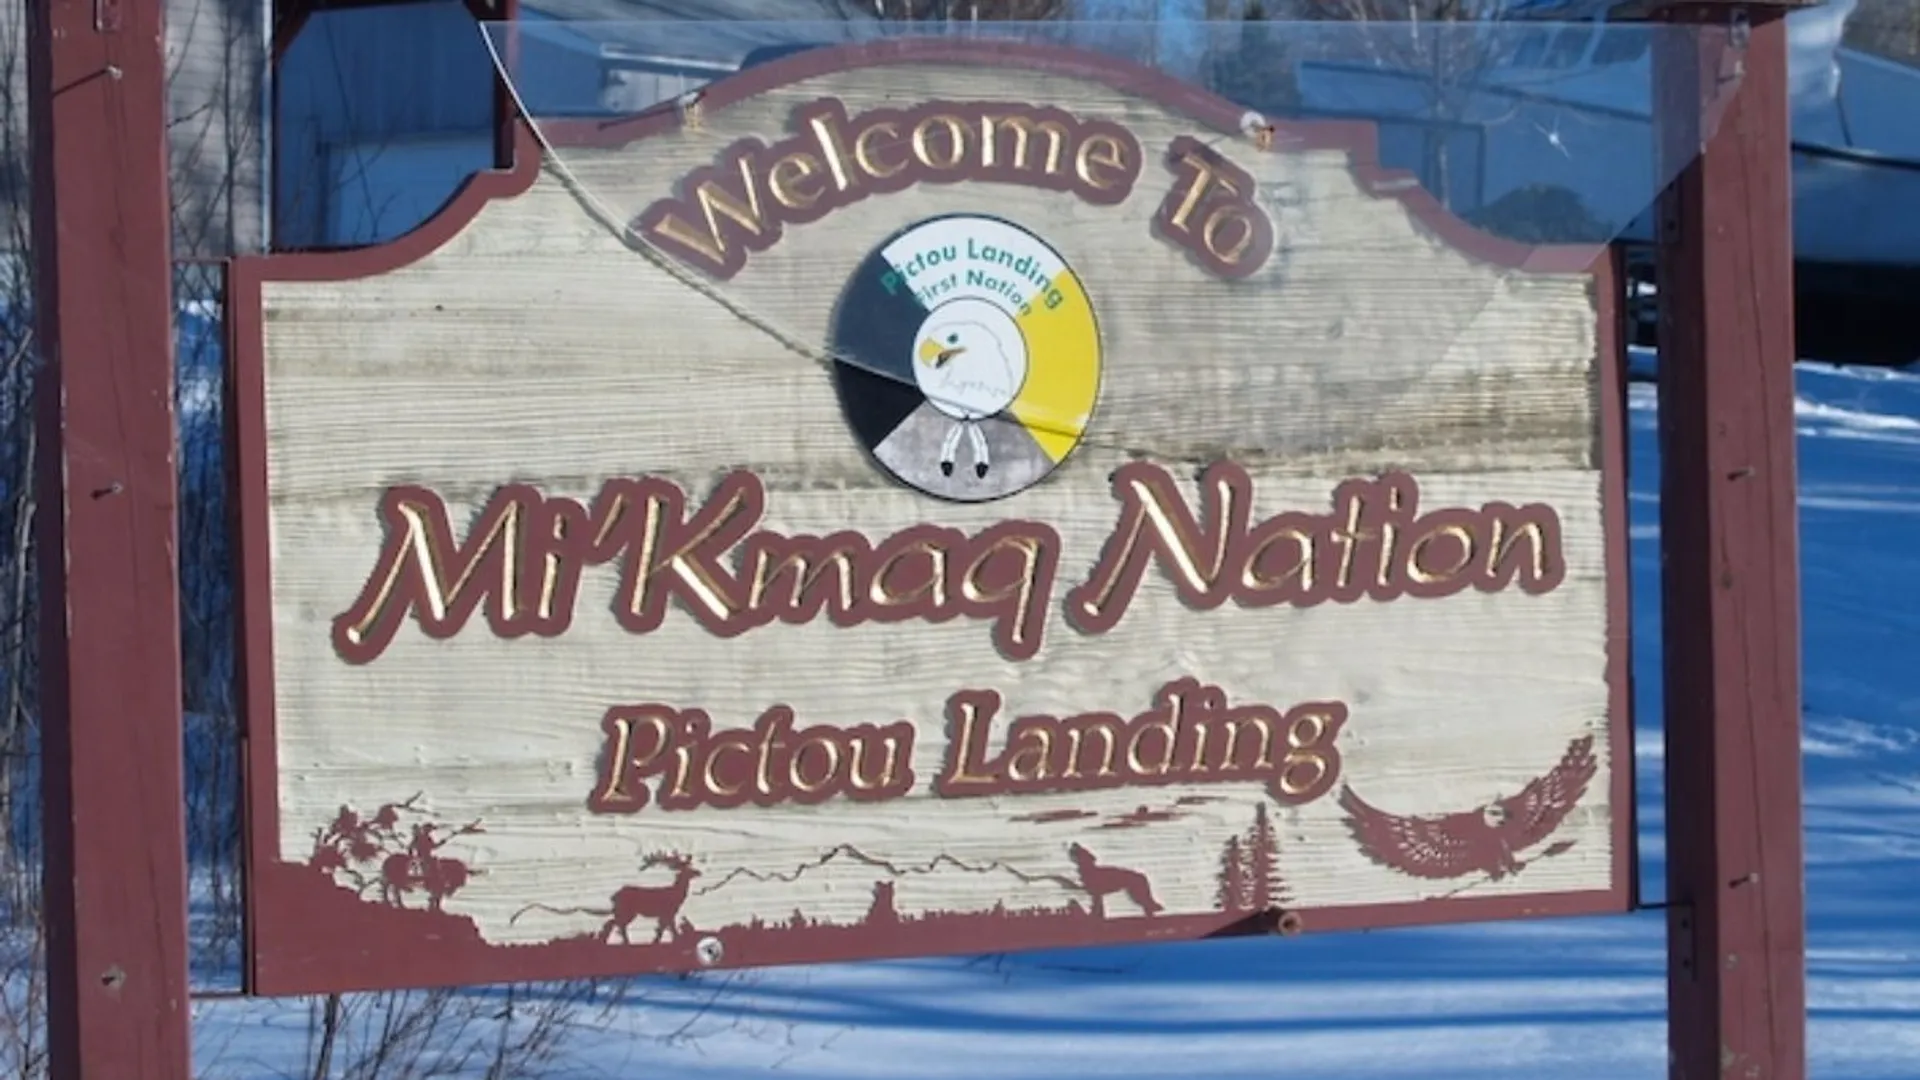 Welcome To
Pictou Landing
First Nation
Mi'Kmaq Nation
Pictou Landing